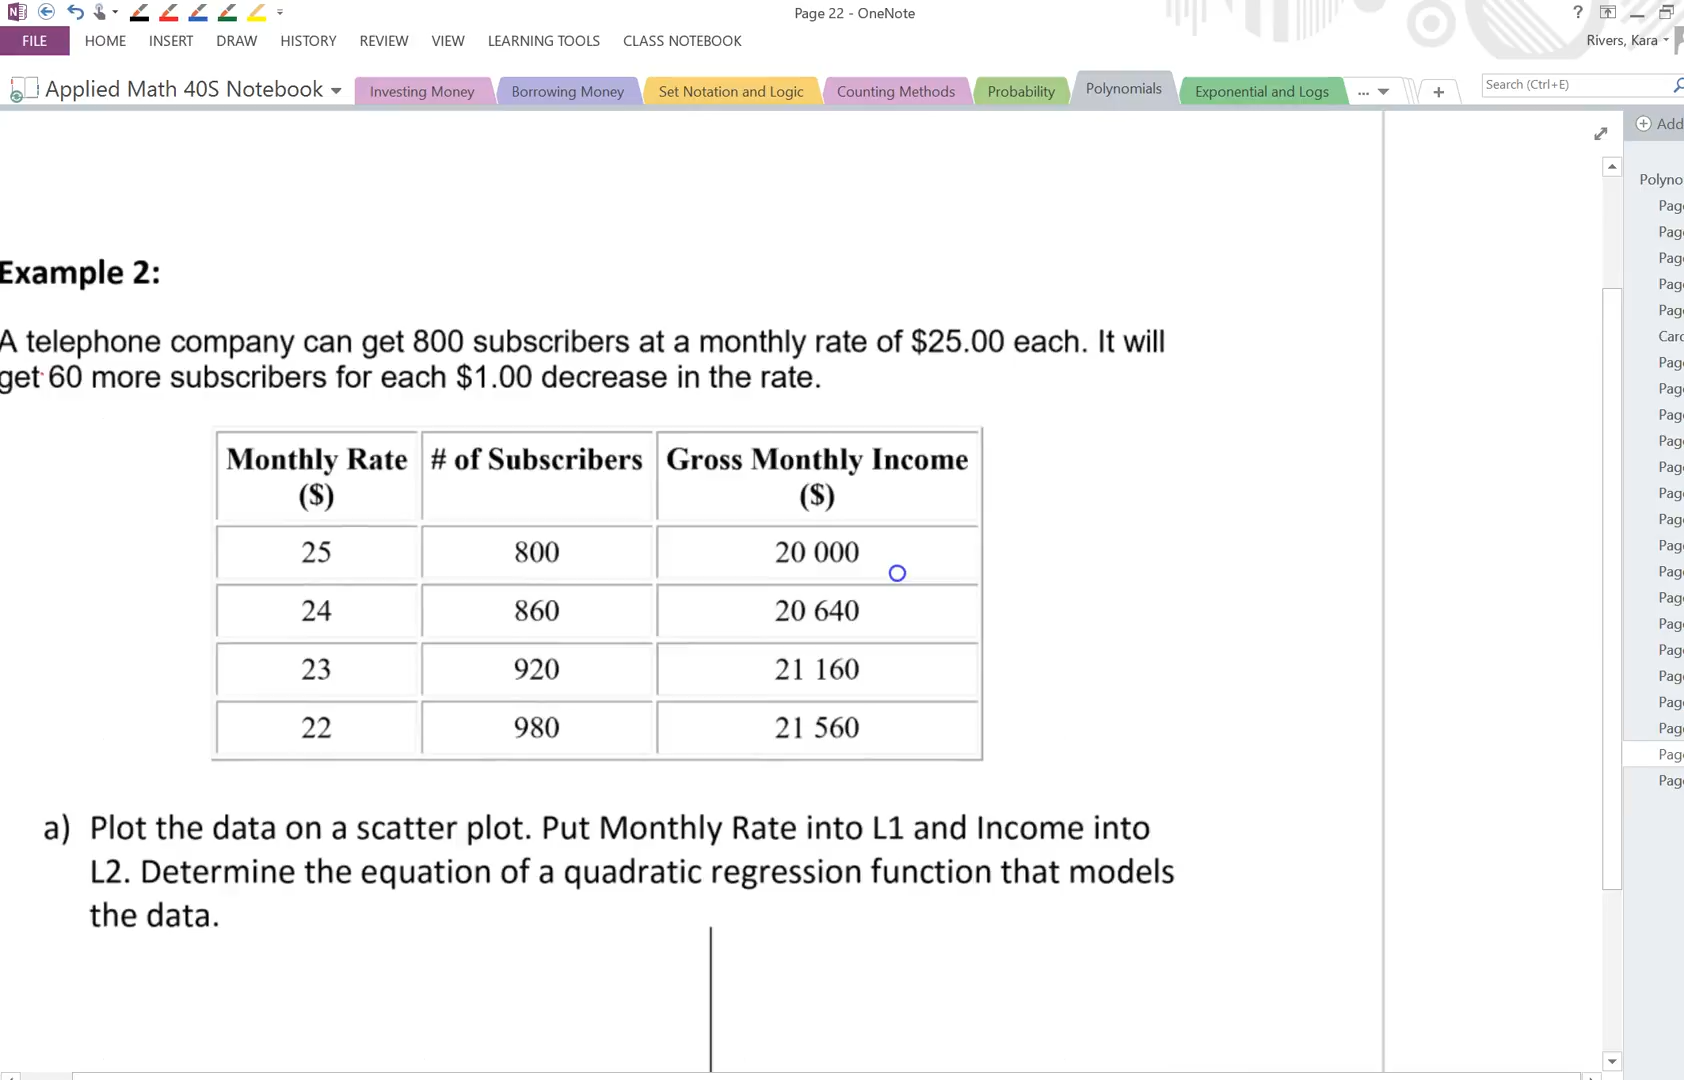 Page 22 - OneNote
?
FILE HOME INSERT DRAW HISTORY REVIEW VIEW LEARNING TOOLS CLASS NOTEBOOK
Rivers, Kara
Applied Math 40S Notebook
Investing Money
Borrowing Money
Set Notation and Logic
Counting Methods
Probability
Polynomials
Exponential and Logs
...
Search (Ctrl+E)
Add
Example 2:
A telephone company can get 800 subscribers at a monthly rate of $25.00 each. It will
get 60 more subscribers for each $1.00 decrease in the rate.
Monthly Rate ($) # of Subscribers Gross Monthly Income ($)
25 800 20 000
24 860 20 640
23 920 21 160
22 980 21 560
a) Plot the data on a scatter plot. Put Monthly Rate into L1 and Income into
L2. Determine the equation of a quadratic regression function that models
the data.